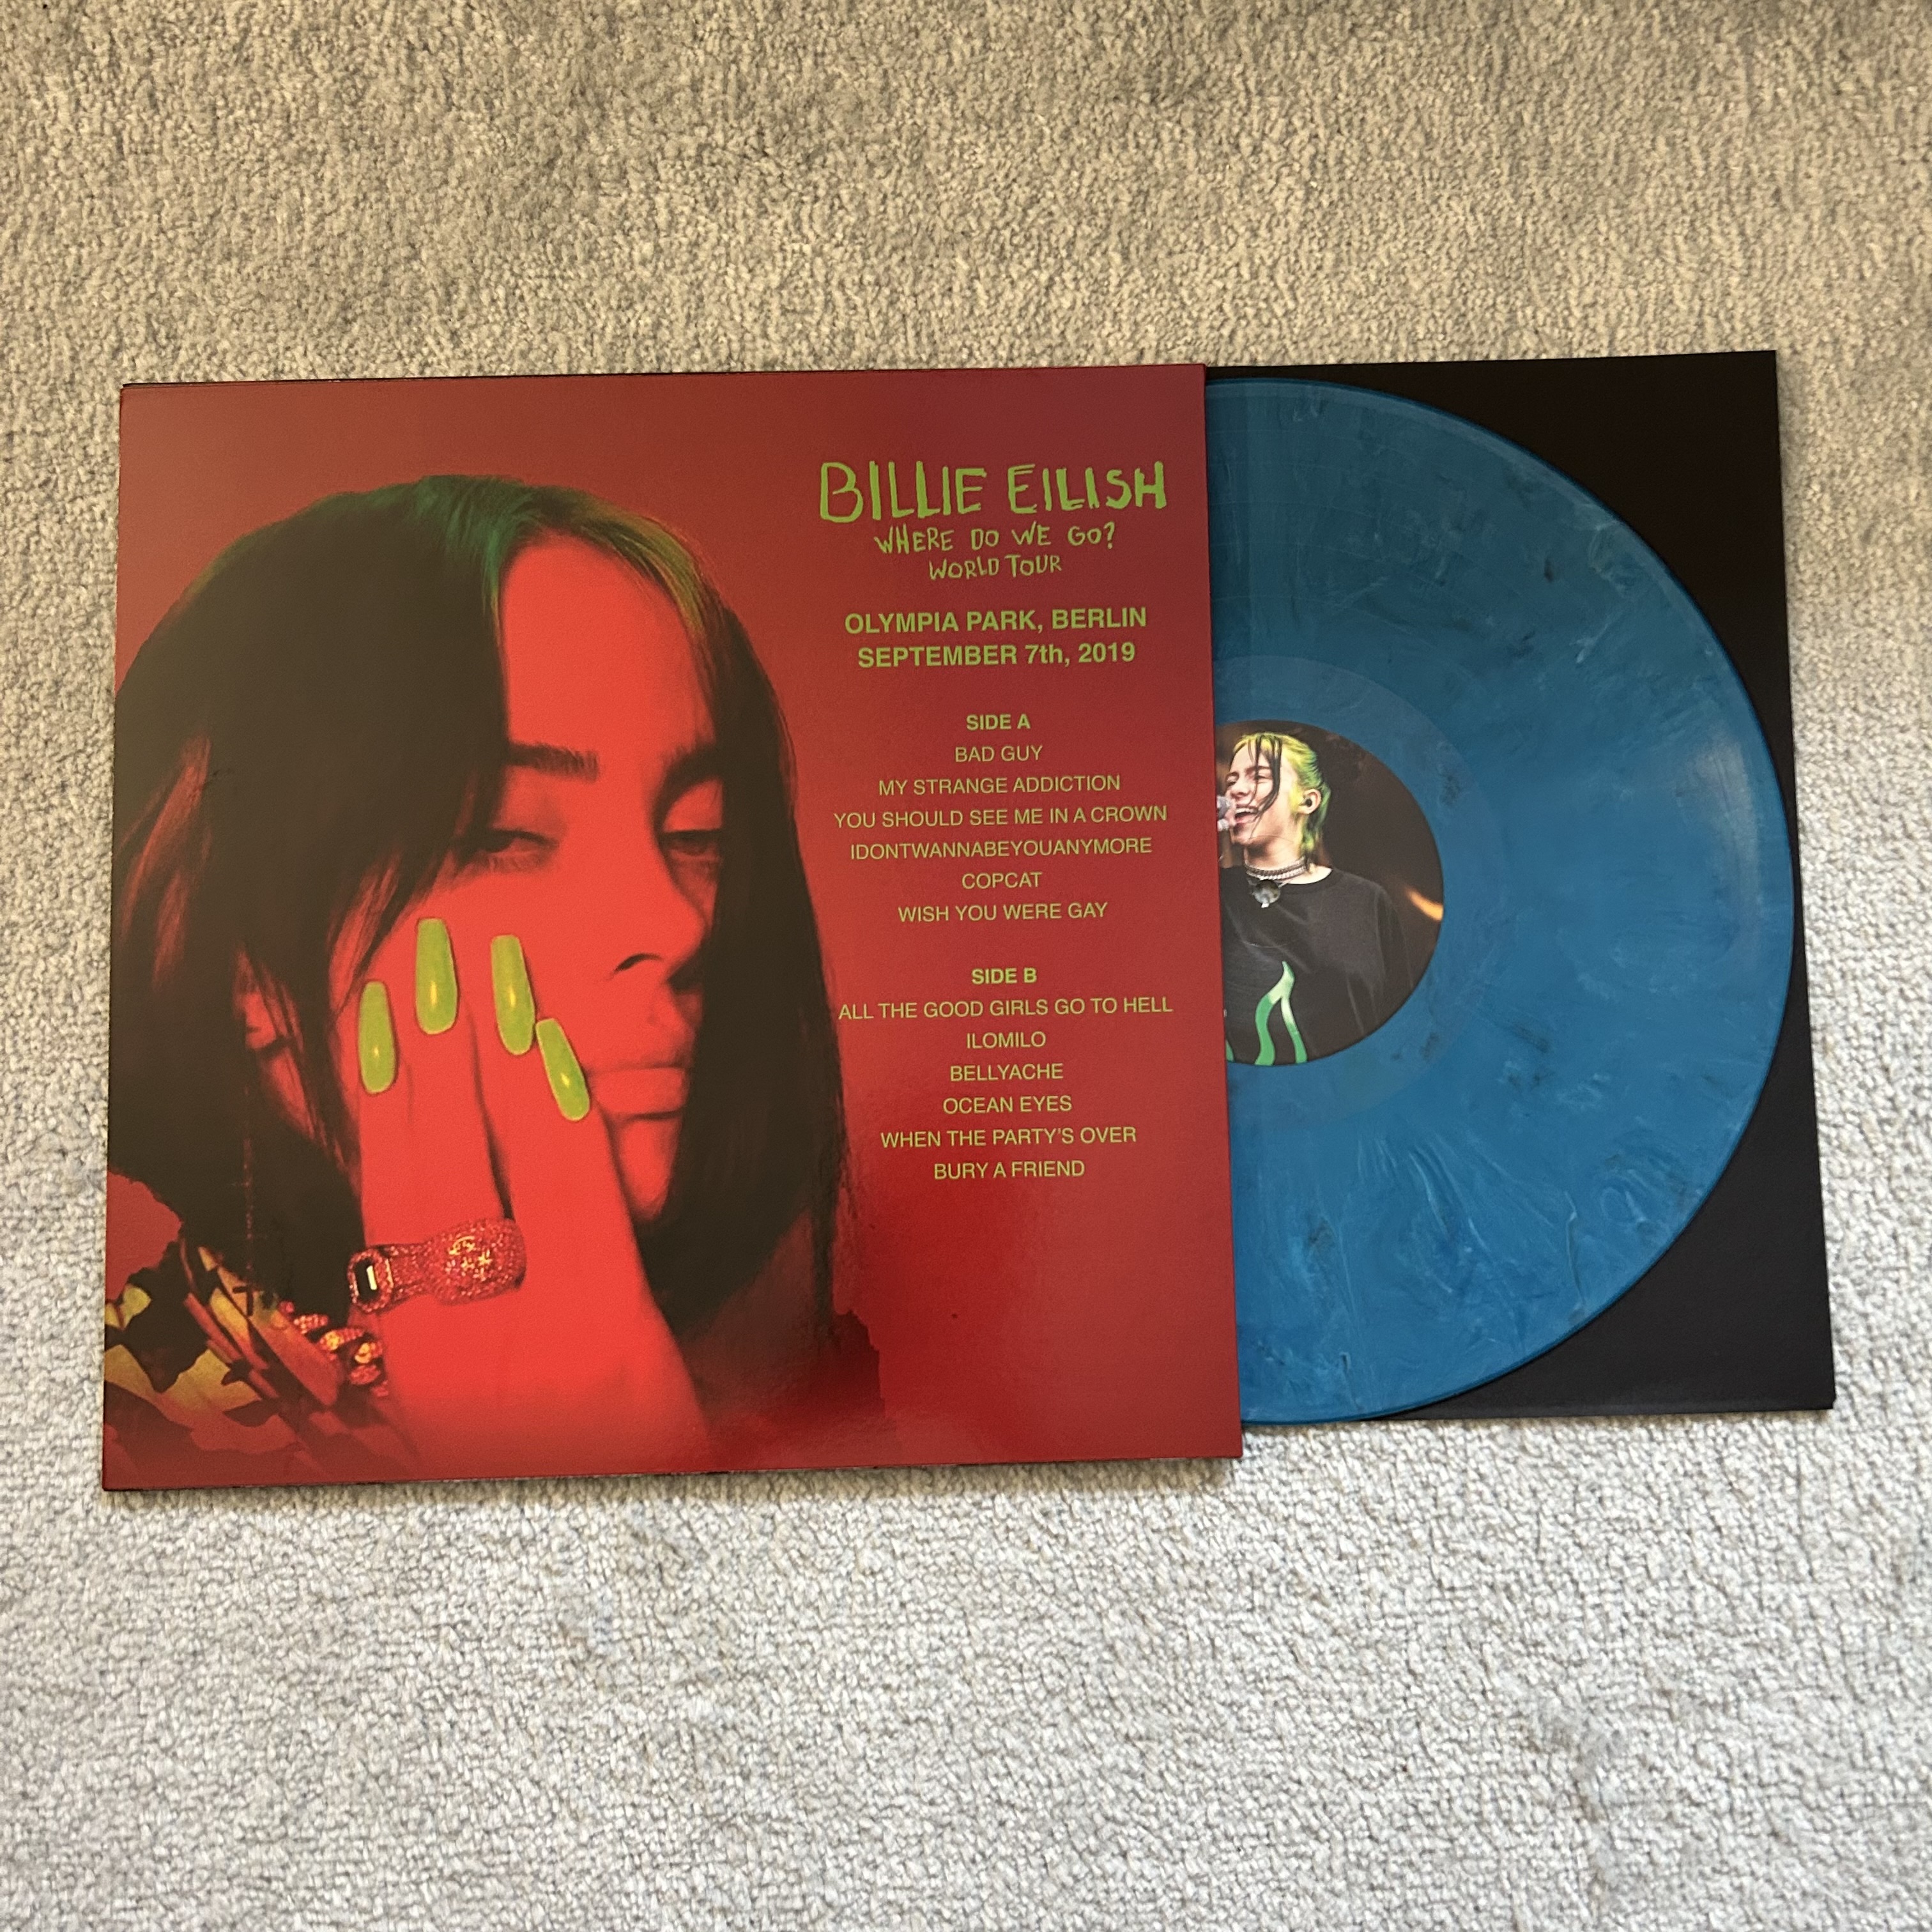 BILLIE EILISH
WHERE DO WE GO?
WORLD TOUR
OLYMPIA PARK, BERLIN
SEPTEMBER 7th, 2019
SIDE A
BAD GUY
MY STRANGE ADDICTION
YOU SHOULD SEE ME IN A CROWN
IDONTWANNABEYOUANYMORE
COPCAT
WISH YOU WERE GAY
SIDE B
ALL THE GOOD GIRLS GO TO HELL
ILOMILO
BELLYACHE
OCEAN EYES
WHEN THE PARTY'S OVER
BURY A FRIEND